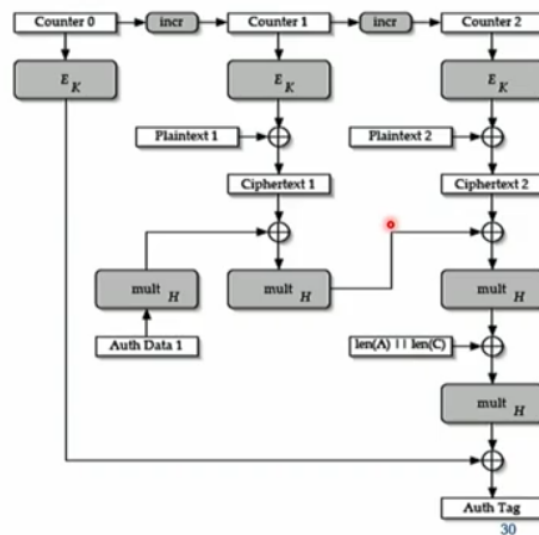 Counter 0
incr
Counter 1
incr
Counter 2
E K
E K
E K
Plaintext 1
Plaintext 2
Ciphertext 1
Ciphertext 2
mult H
mult H
mult H
Auth Data 1
len(A) || len(C)
mult H
Auth Tag
30